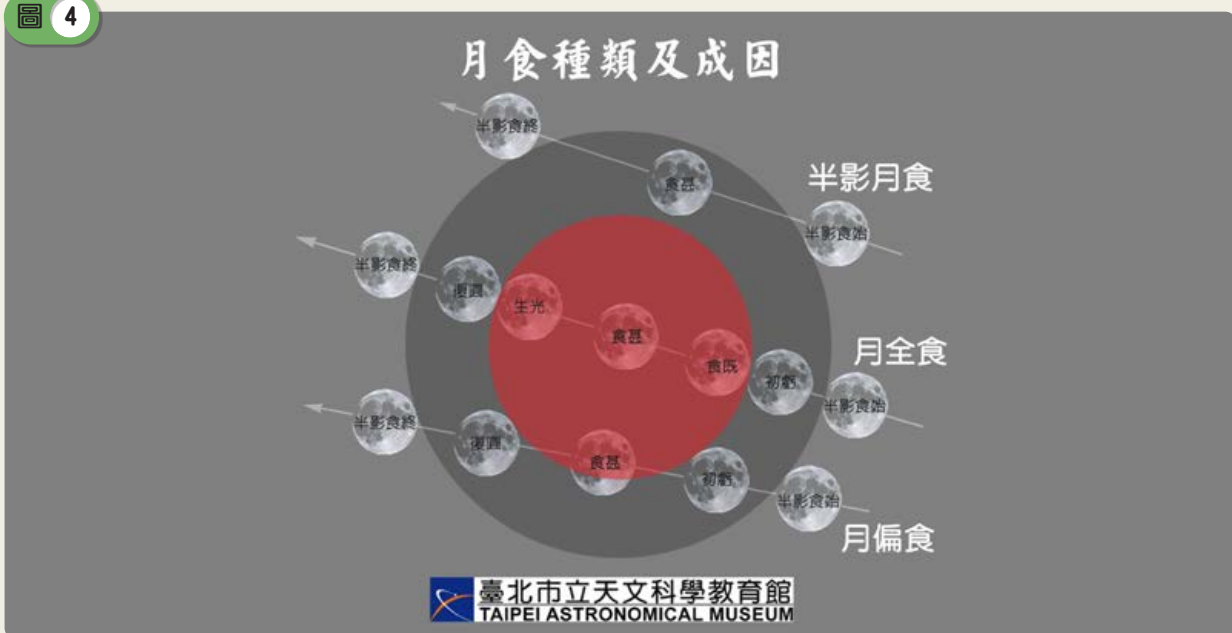 圖 4
月食種類及成因
半影食終
食甚
半影食始
半影月食
半影食終
復圓
生光
食甚
食既
初虧
半影食始
月全食
半影食終
復圓
食甚
初虧
半影食始
月偏食
臺北市立天文科學教育館
TAIPEI ASTRONOMICAL MUSEUM